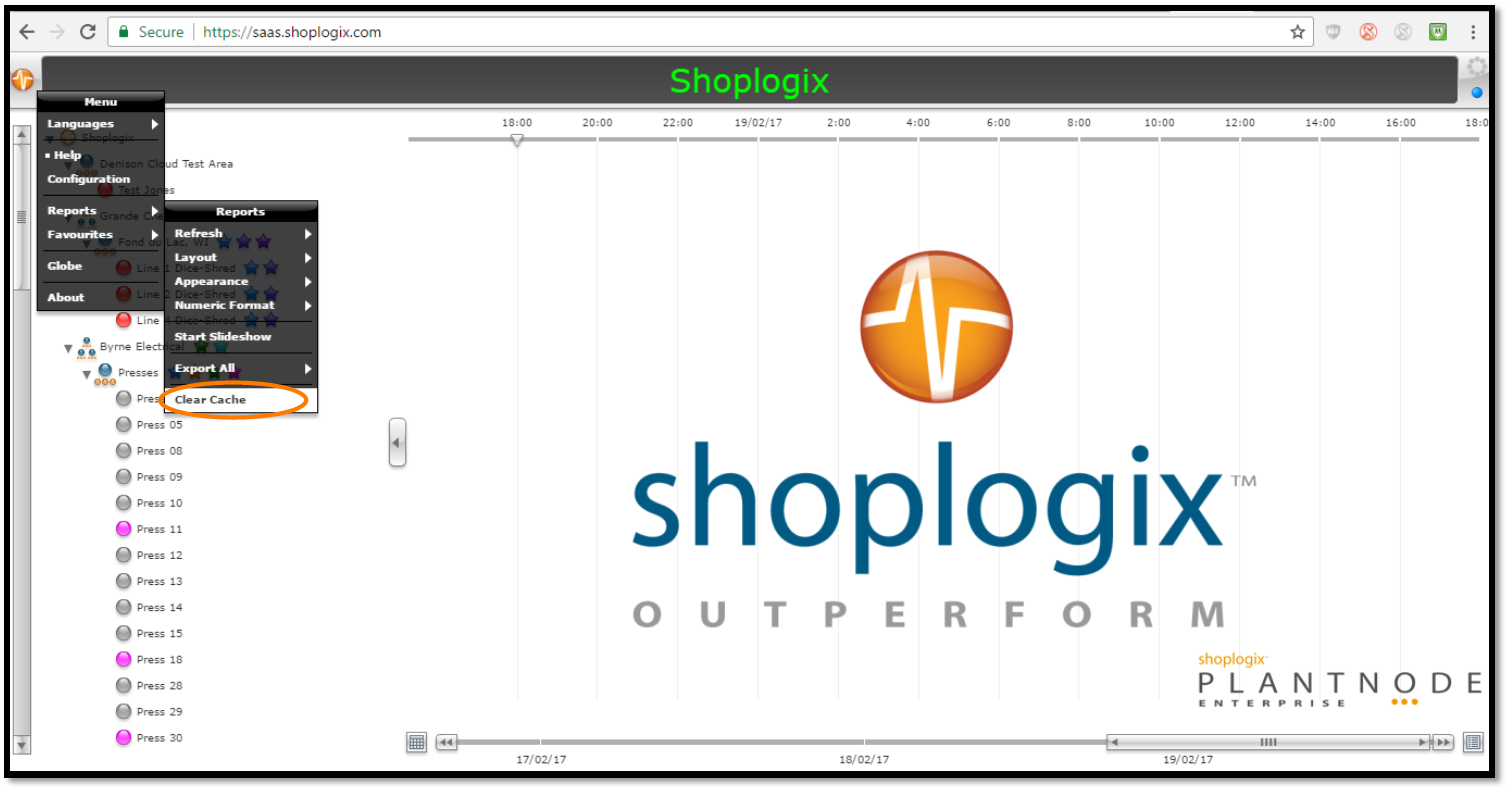 Secure
https://saas.shoplogix.com
Shoplogix
Menu
Languages
Help
Configuration
Reports
Favourites
Globe
About
Reports
Refresh
Layout
Appearance
Numeric Format
Start Slideshow
Export All
Clear Cache
Shoplogix
Denison Cloud Test Area
Test Jones
Grande
Fond du Lac, WI
Line 1 Dice-Shred
Line 2 Dice-Shred
Line 4 Dice-Shred
Byrne Electrical
Presses
Press 05
Press 08
Press 09
Press 10
Press 11
Press 12
Press 13
Press 14
Press 15
Press 18
Press 28
Press 29
Press 30
18:00 20:00 22:00 19/02/17 2:00 4:00 6:00 8:00 10:00 12:00 14:00 16:00 18:0
shoplogix™
OUTPERFORM
shoplogix™
PLANTNODE
ENTERPRISE
17/02/17 18/02/17 19/02/17